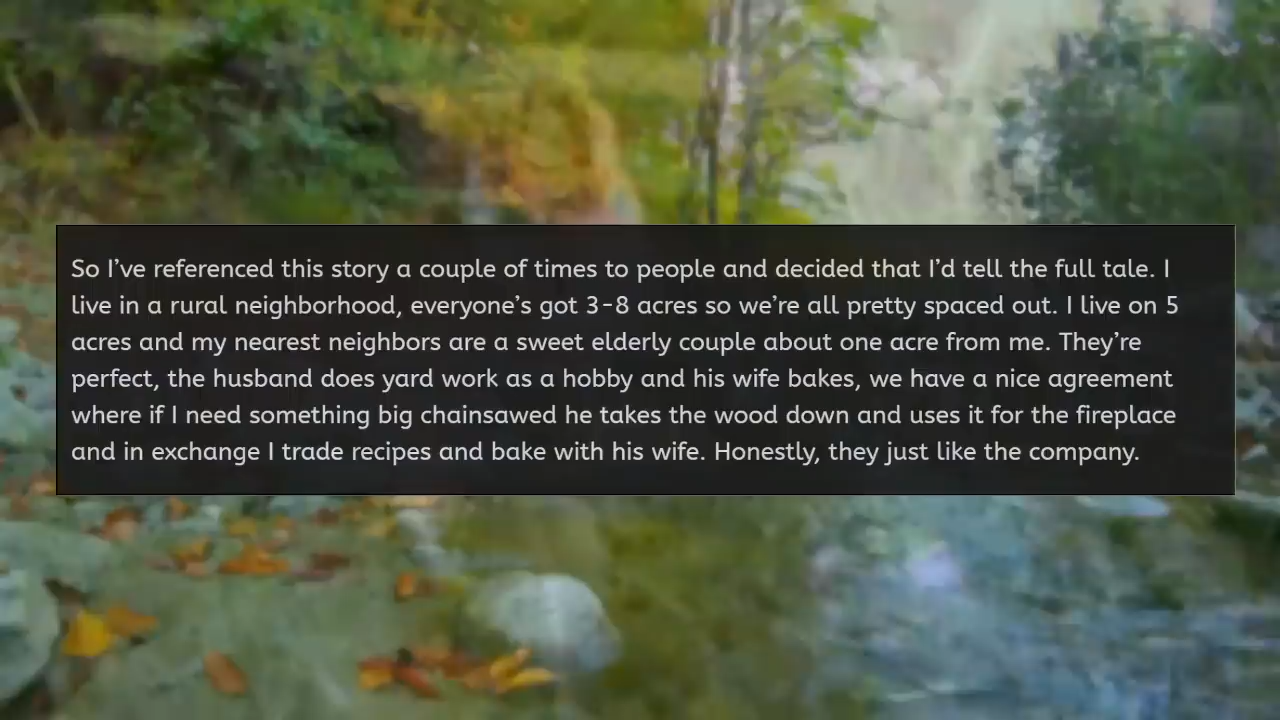 So I’ve referenced this story a couple of times to people and decided that I’d tell the full tale. I
live in a rural neighborhood, everyone’s got 3-8 acres so we’re all pretty spaced out. I live on 5
acres and my nearest neighbors are a sweet elderly couple about one acre from me. They’re
perfect, the husband does yard work as a hobby and his wife bakes, we have a nice agreement
where if I need something big chainsawed he takes the wood down and uses it for the fireplace
and in exchange I trade recipes and bake with his wife. Honestly, they just like the company.